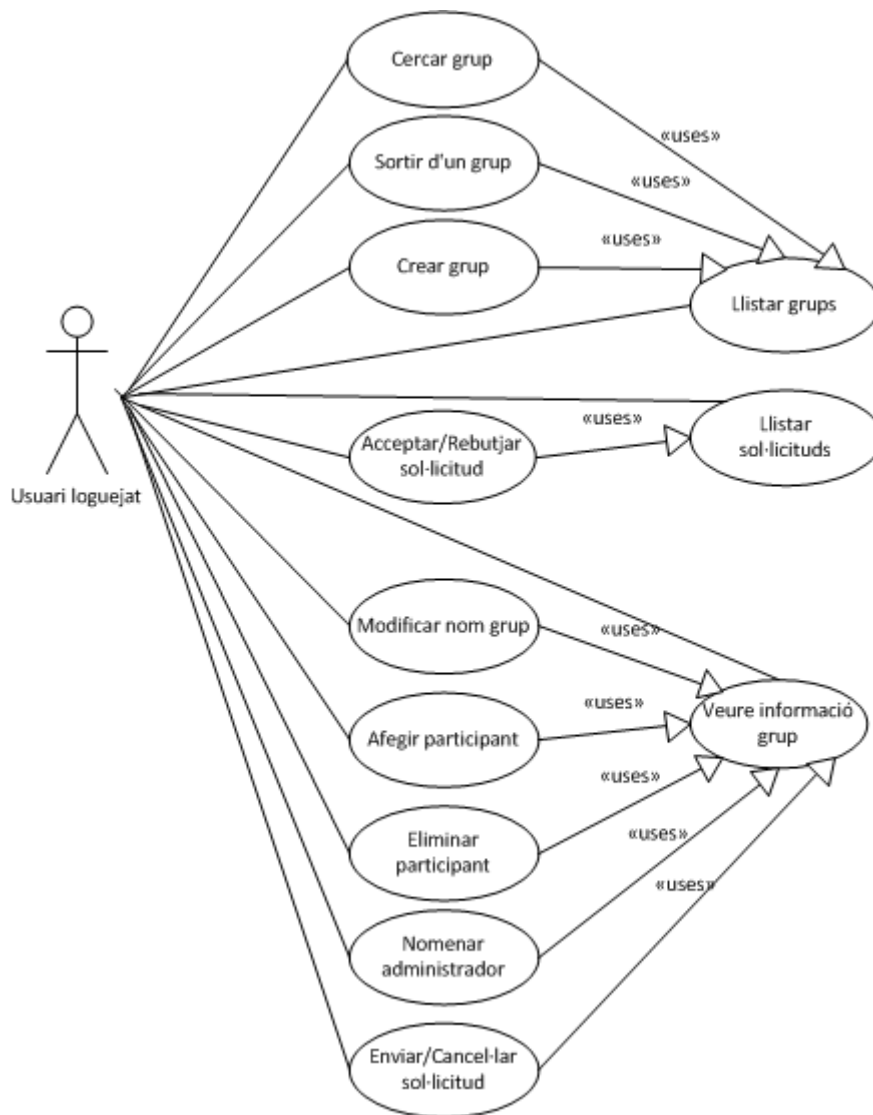 Cercar grup
«uses»
Sortir d'un grup
«uses»
Crear grup
«uses»
Llistar grups
Usuari loguejat
Acceptar/Rebutjar
sol·licitud
«uses»
Llistar
sol·licituds
Modificar nom grup
«uses»
Veure informació
grup
Afegir participant
«uses»
Eliminar
participant
«uses»
Nomenar
administrador
«uses»
Enviar/Cancel·lar
sol·licitud
«uses»